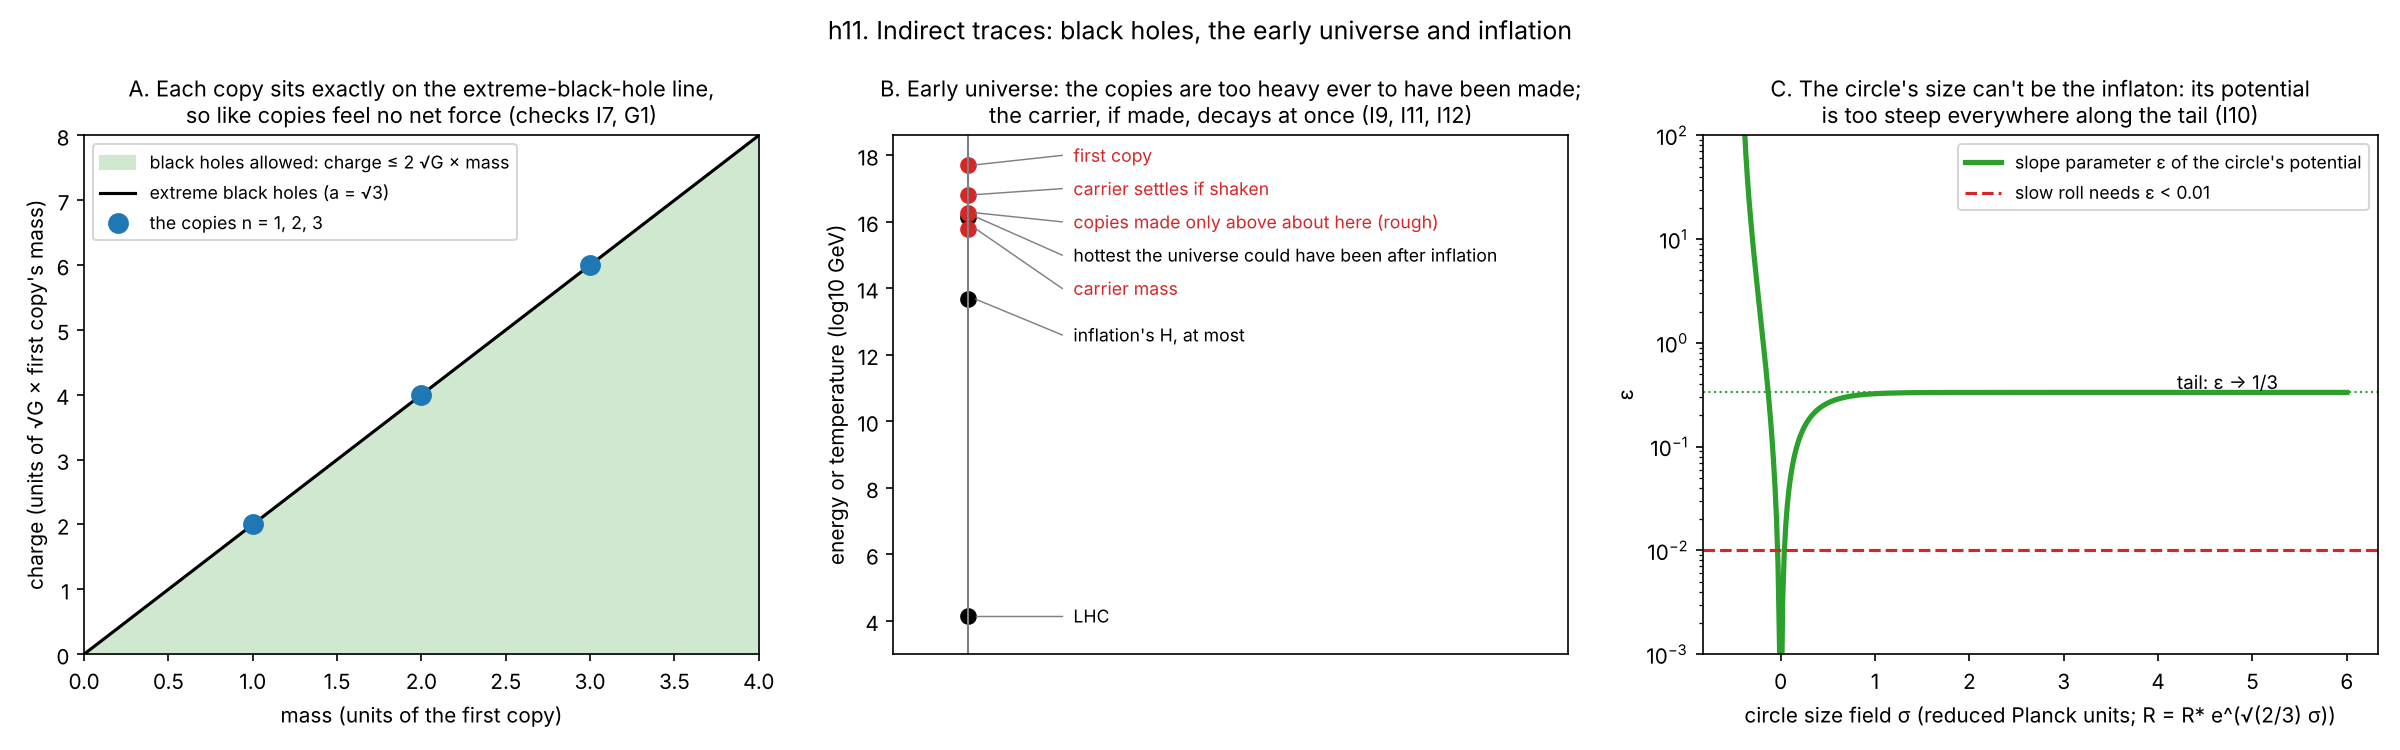 h11. Indirect traces: black holes, the early universe and inflation
A. Each copy sits exactly on the extreme-black-hole line,
so like copies feel no net force (checks I7, G1)
black holes allowed: charge ≤ 2 √G × mass
extreme black holes (a = √3)
the copies n = 1, 2, 3
charge (units of √G × first copy's mass)
8
7
6
5
4
3
2
1
0
0.0 0.5 1.0 1.5 2.0 2.5 3.0 3.5 4.0
mass (units of the first copy)
B. Early universe: the copies are too heavy ever to have been made;
the carrier, if made, decays at once (I9, I11, I12)
energy or temperature (log10 GeV)
18
16
14
12
10
8
6
4
first copy
carrier settles if shaken
copies made only above about here (rough)
hottest the universe could have been after inflation
carrier mass
inflation's H, at most
LHC
C. The circle's size can't be the inflaton: its potential
is too steep everywhere along the tail (I10)
slope parameter ε of the circle's potential
slow roll needs ε < 0.01
ε
10²
10¹
10⁰
10⁻¹
10⁻²
10⁻³
tail: ε → 1/3
0 1 2 3 4 5 6
circle size field σ (reduced Planck units; R = R* e^(√(2/3) σ))